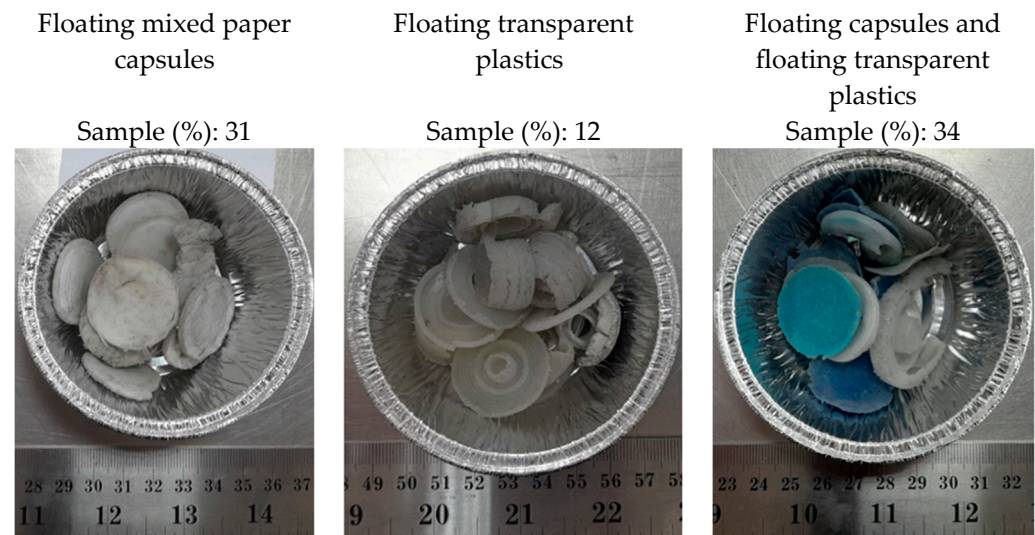 Floating mixed paper
capsules
Sample (%): 31
Floating transparent
plastics
Sample (%): 12
Floating capsules and
floating transparent
plastics
Sample (%): 34
28 29 30 31 32 33 34 35 36 37
11 12 13 14
49 50 51 52 53 54 55 56 57
9 20 21 22
23 24 25 26 27 28 29 30 31 32
9 10 11 12